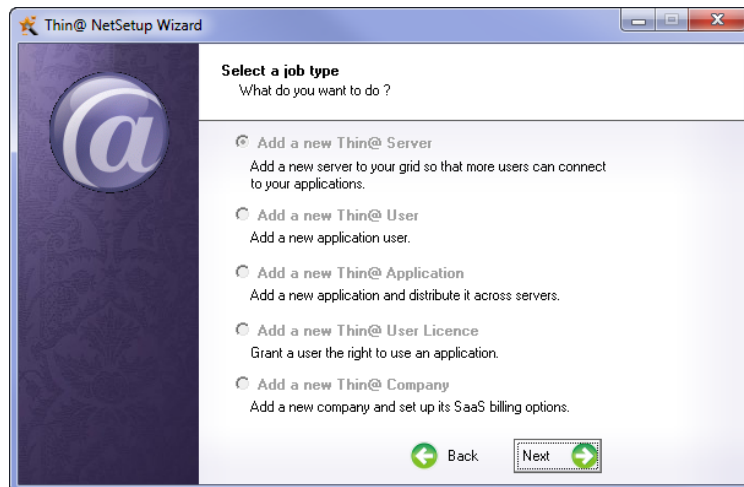 Thin@ NetSetup Wizard
Select a job type
What do you want to do ?
Add a new Thin@ Server
Add a new server to your grid so that more users can connect
to your applications.
Add a new Thin@ User
Add a new application user.
Add a new Thin@ Application
Add a new application and distribute it across servers.
Add a new Thin@ User Licence
Grant a user the right to use an application.
Add a new Thin@ Company
Add a new company and set up its SaaS billing options.
Back Next